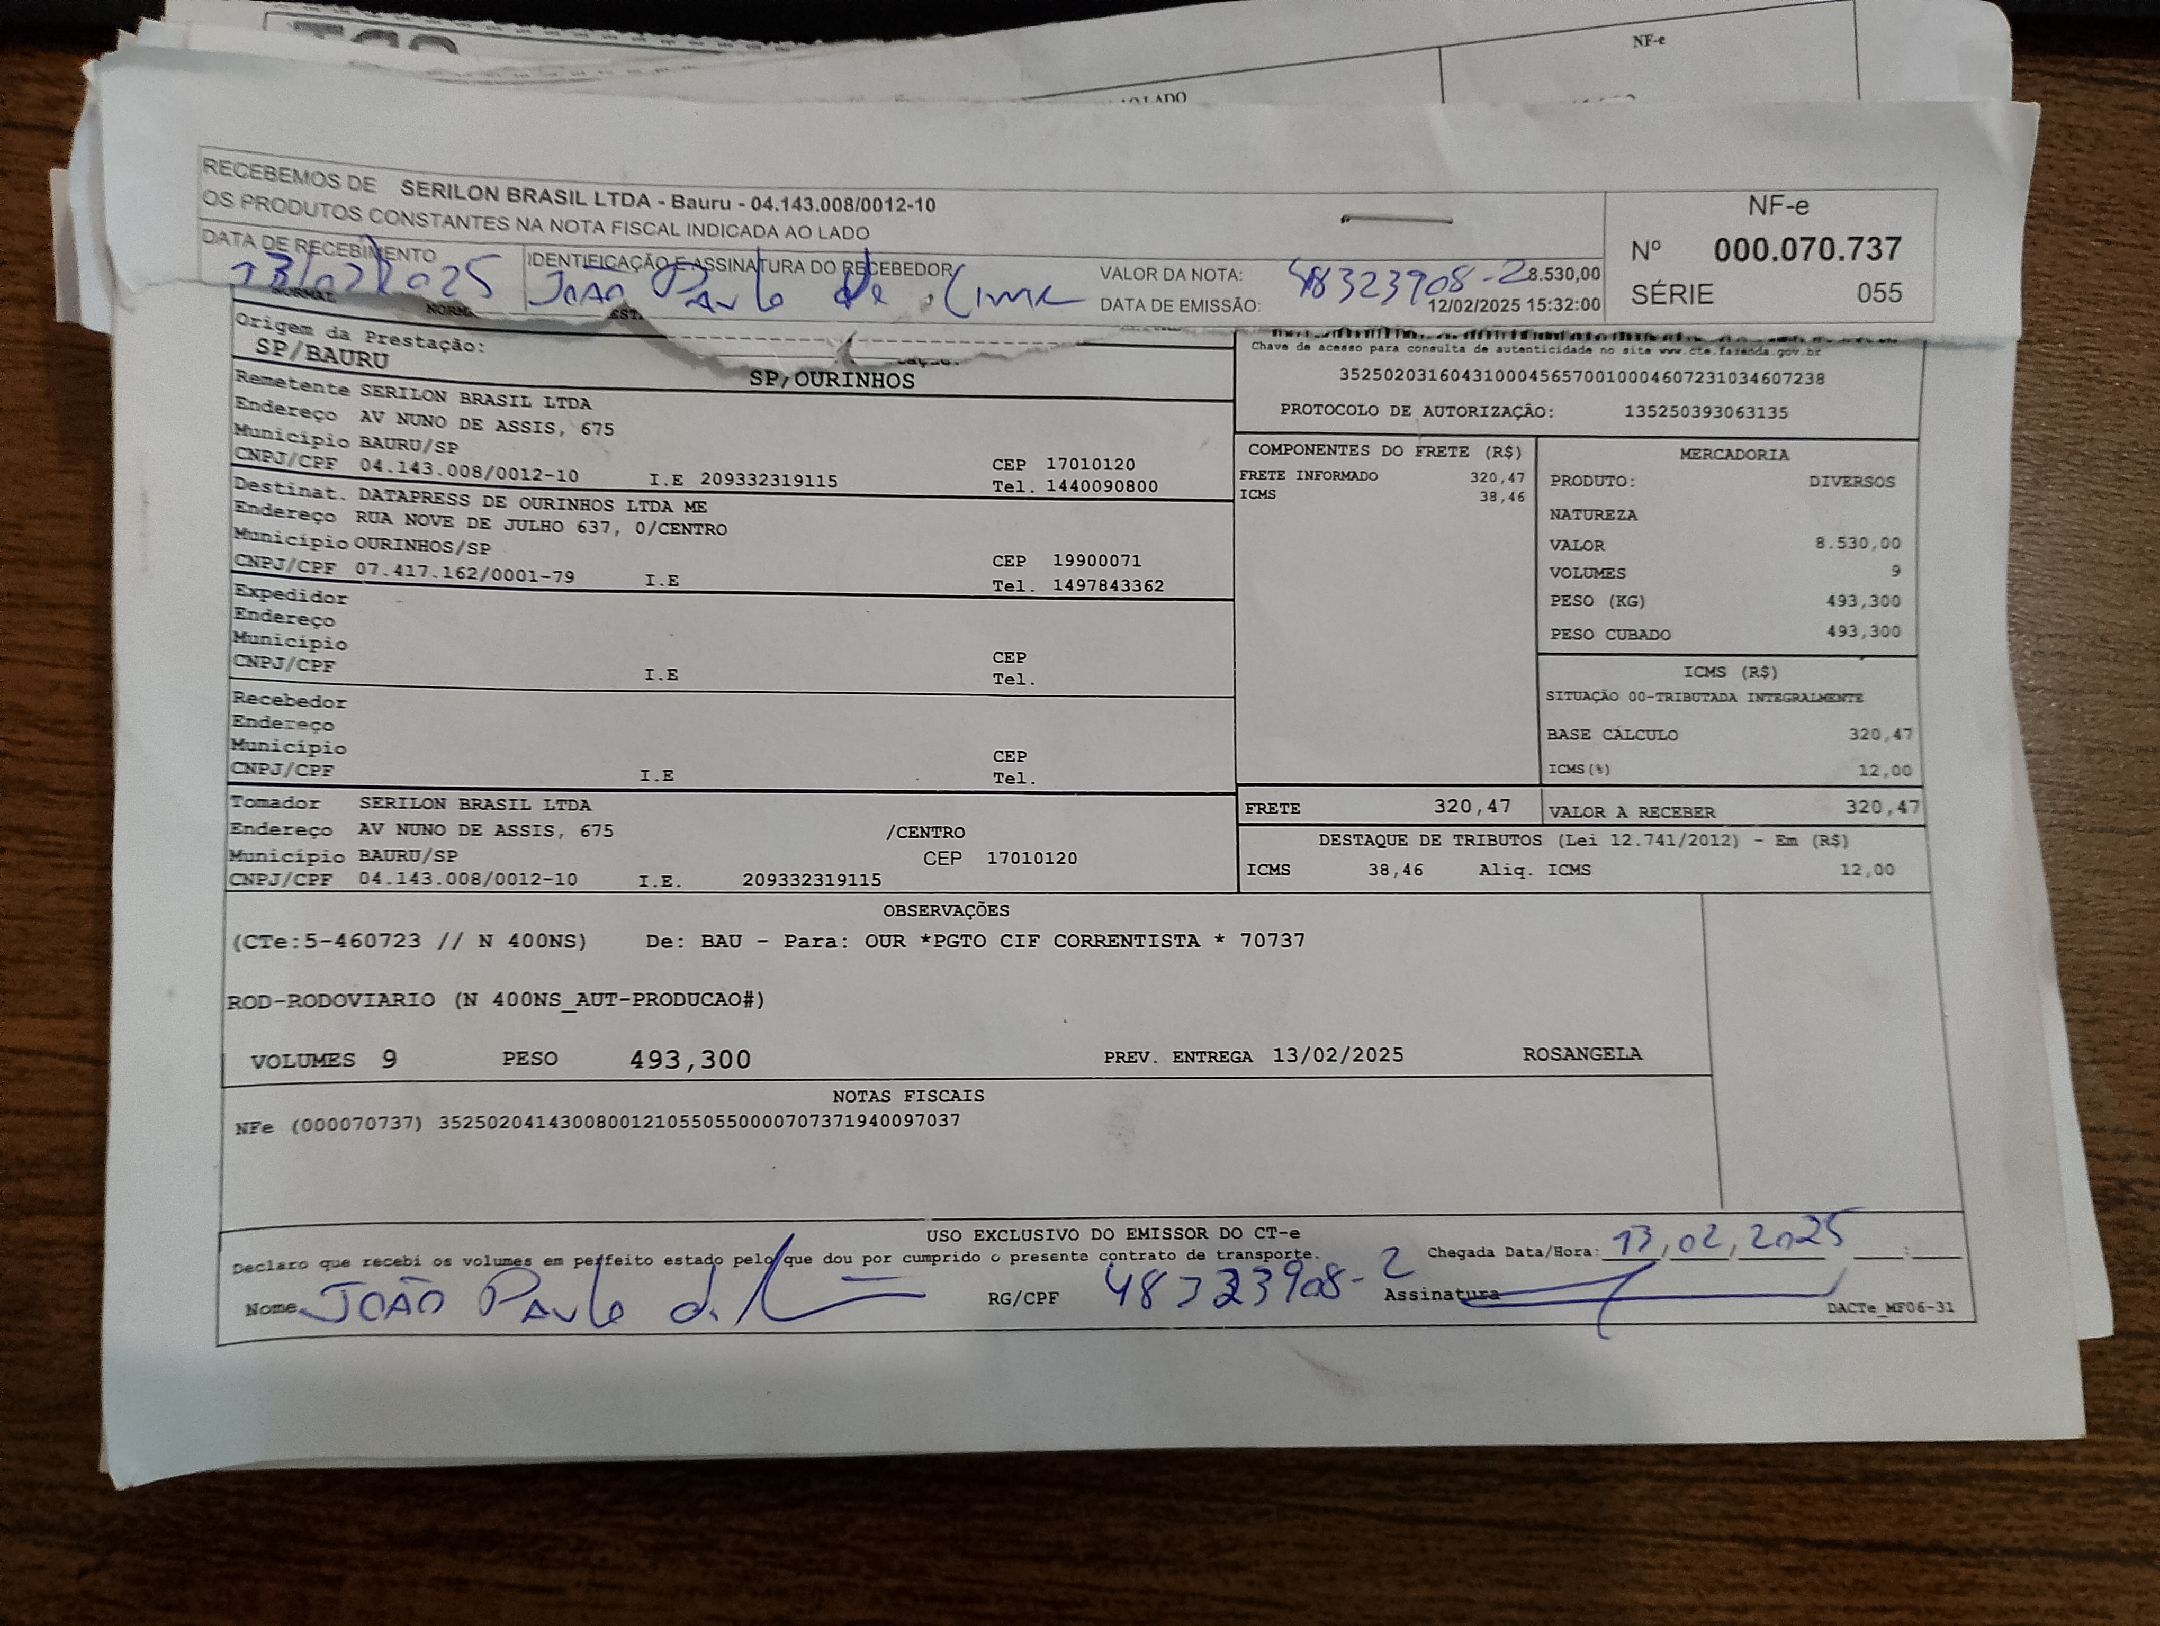 NF-e
RECEBEMOS DE SERILON BRASIL LTDA - Bauru - 04.143.008/0012-10
OS PRODUTOS CONSTANTES NA NOTA FISCAL INDICADA AO LADO
DATA DE RECEBIMENTO
13/02/2025
IDENTIFICAÇÃO E ASSINATURA DO RECEBEDOR
João Paulo de Lima
VALOR DA NOTA: 8.530,00
48323908-2
DATA DE EMISSÃO: 12/02/2025 15:32:00
NF-e
Nº 000.070.737
SÉRIE 055
NORMAL
Origem da Prestação:
SP/BAURU
SP/OURINHOS
Chave de acesso para consulta de autenticidade no site www.cte.fazenda.gov.br
35250203160431000456570010004607231034607238
PROTOCOLO DE AUTORIZAÇÃO: 135250393063135
Remetente SERILON BRASIL LTDA
Endereço AV NUNO DE ASSIS, 675
Município BAURU/SP CEP 17010120
CNPJ/CPF 04.143.008/0012-10 I.E 209332319115 Tel. 1440090800
Destinat. DATAPRESS DE OURINHOS LTDA ME
Endereço RUA NOVE DE JULHO 637, 0/CENTRO
Município OURINHOS/SP CEP 19900071
CNPJ/CPF 07.417.162/0001-79 I.E Tel. 1497843362
Expedidor
Endereço
Município CEP
CNPJ/CPF I.E Tel.
Recebedor
Endereço
Município CEP
CNPJ/CPF I.E Tel.
Tomador SERILON BRASIL LTDA
Endereço AV NUNO DE ASSIS, 675 /CENTRO
Município BAURU/SP CEP 17010120
CNPJ/CPF 04.143.008/0012-10 I.E. 209332319115
COMPONENTES DO FRETE (R$)
FRETE INFORMADO 320,47
ICMS 38,46
MERCADORIA
PRODUTO: DIVERSOS
NATUREZA
VALOR 8.530,00
VOLUMES 9
PESO (KG) 493,300
PESO CUBADO 493,300
ICMS (R$)
SITUAÇÃO 00-TRIBUTADA INTEGRALMENTE
BASE CÁLCULO 320,47
ICMS(%) 12,00
FRETE 320,47 VALOR A RECEBER 320,47
DESTAQUE DE TRIBUTOS (Lei 12.741/2012) - Em (R$)
ICMS 38,46 Aliq. ICMS 12,00
OBSERVAÇÕES
(CTe:5-460723 // N 400NS) De: BAU - Para: OUR *PGTO CIF CORRENTISTA * 70737
ROD-RODOVIARIO (N 400NS_AUT-PRODUCAO#)
VOLUMES 9 PESO 493,300 PREV. ENTREGA 13/02/2025 ROSANGELA
NOTAS FISCAIS
NFe (000070737) 35250204143008001210550550000707371940097037
USO EXCLUSIVO DO EMISSOR DO CT-e
Declaro que recebi os volumes em perfeito estado pelo que dou por cumprido o presente contrato de transporte. Chegada Data/Hora: 13,02,2025
Nome João Paulo RG/CPF 48323908-2 Assinatura
DACTe_MF06-31